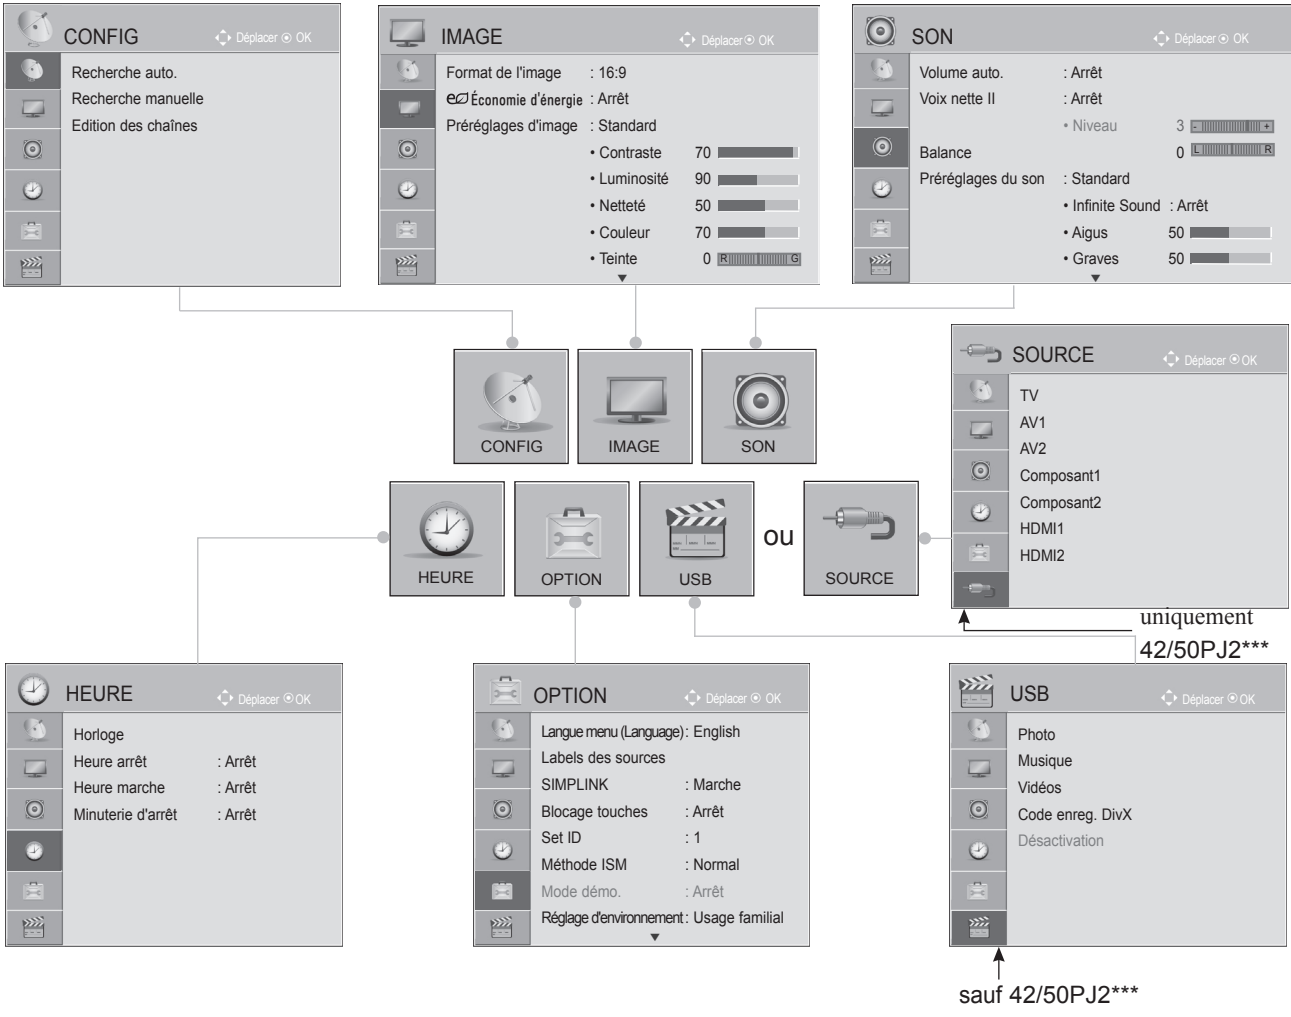 CONFIG
Déplacer OK
Recherche auto.
Recherche manuelle
Edition des chaînes
IMAGE
Déplacer OK
Format de l'image : 16:9
Économie d'énergie : Arrêt
Préréglages d'image : Standard
• Contraste 70
• Luminosité 90
• Netteté 50
• Couleur 70
• Teinte 0 R G
SON
Déplacer OK
Volume auto. : Arrêt
Voix nette II : Arrêt
• Niveau 3 - +
Balance 0 L R
Préréglages du son : Standard
• Infinite Sound : Arrêt
• Aigus 50
• Graves 50
CONFIG
IMAGE
SON
HEURE
OPTION
USB
ou
SOURCE
SOURCE
Déplacer OK
TV
AV1
AV2
Composant1
Composant2
HDMI1
HDMI2
uniquement
42/50PJ2***
HEURE
Déplacer OK
Horloge
Heure arrêt : Arrêt
Heure marche : Arrêt
Minuterie d'arrêt : Arrêt
OPTION
Déplacer OK
Langue menu (Language) : English
Labels des sources
SIMPLINK : Marche
Blocage touches : Arrêt
Set ID : 1
Méthode ISM : Normal
Mode démo. : Arrêt
Réglage d'environnement : Usage familial
USB
Déplacer OK
Photo
Musique
Vidéos
Code enreg. DivX
Désactivation
sauf 42/50PJ2***